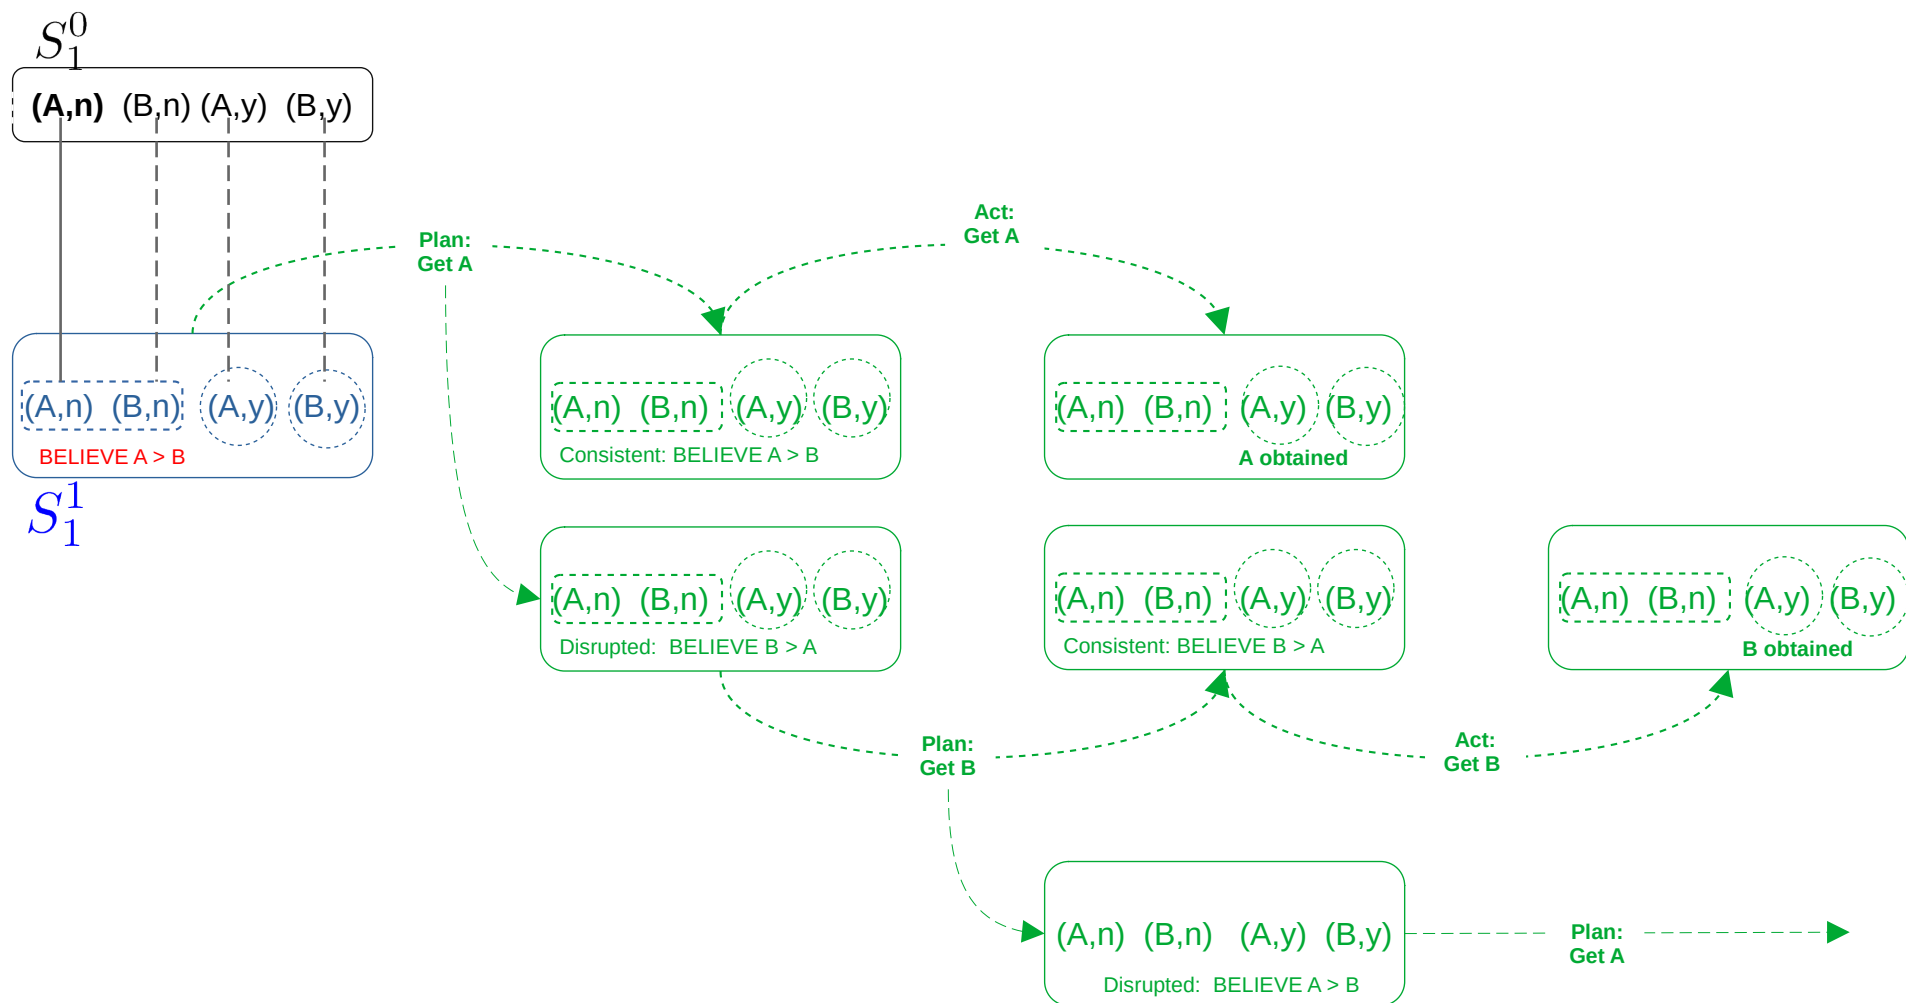 S_1^0
(A,n) (B,n) (A,y) (B,y)
Act:
Get A
Plan:
Get A
(A,n) (B,n) (A,y) (B,y)
BELIEVE A > B
S_1^1
(A,n) (B,n) (A,y) (B,y)
Consistent: BELIEVE A > B
(A,n) (B,n) (A,y) (B,y)
A obtained
(A,n) (B,n) (A,y) (B,y)
Disrupted: BELIEVE B > A
(A,n) (B,n) (A,y) (B,y)
Consistent: BELIEVE B > A
(A,n) (B,n) (A,y) (B,y)
B obtained
Plan:
Get B
Act:
Get B
(A,n) (B,n) (A,y) (B,y)
Disrupted: BELIEVE A > B
Plan:
Get A